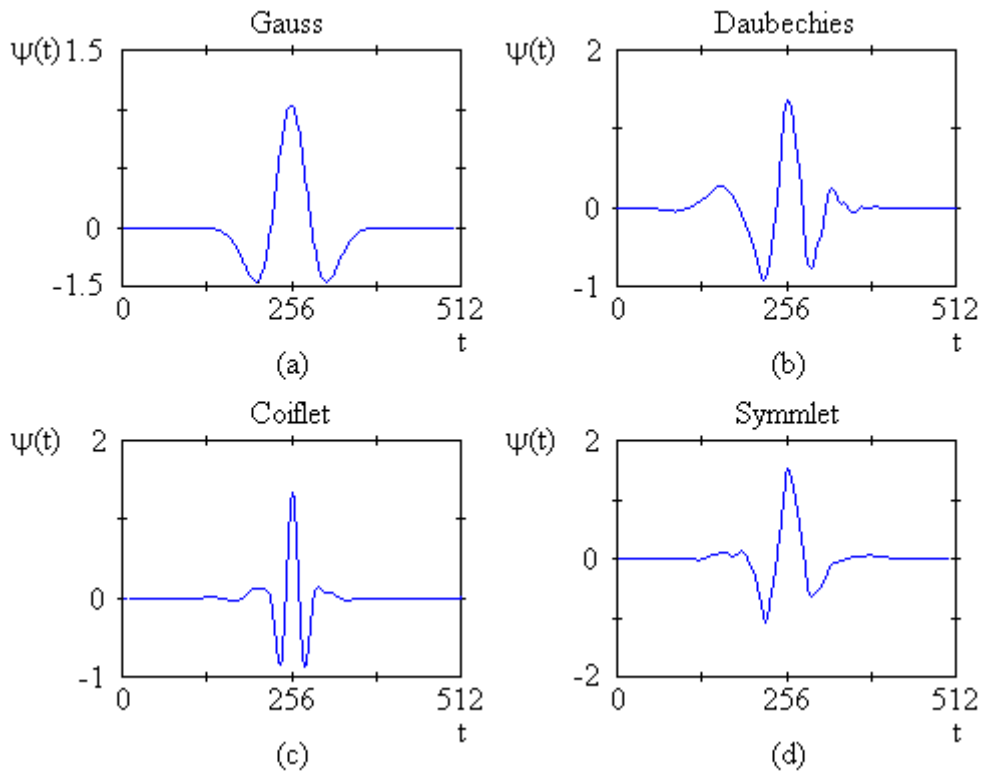 Gauss
ψ(t) 1.5
0
-1.5
0 256 512
t
(a)
Daubechies
ψ(t) 2
0
-1
0 256 512
t
(b)
Coiflet
ψ(t) 2
0
-1
0 256 512
t
(c)
Symmlet
ψ(t) 2
0
-2
0 256 512
t
(d)